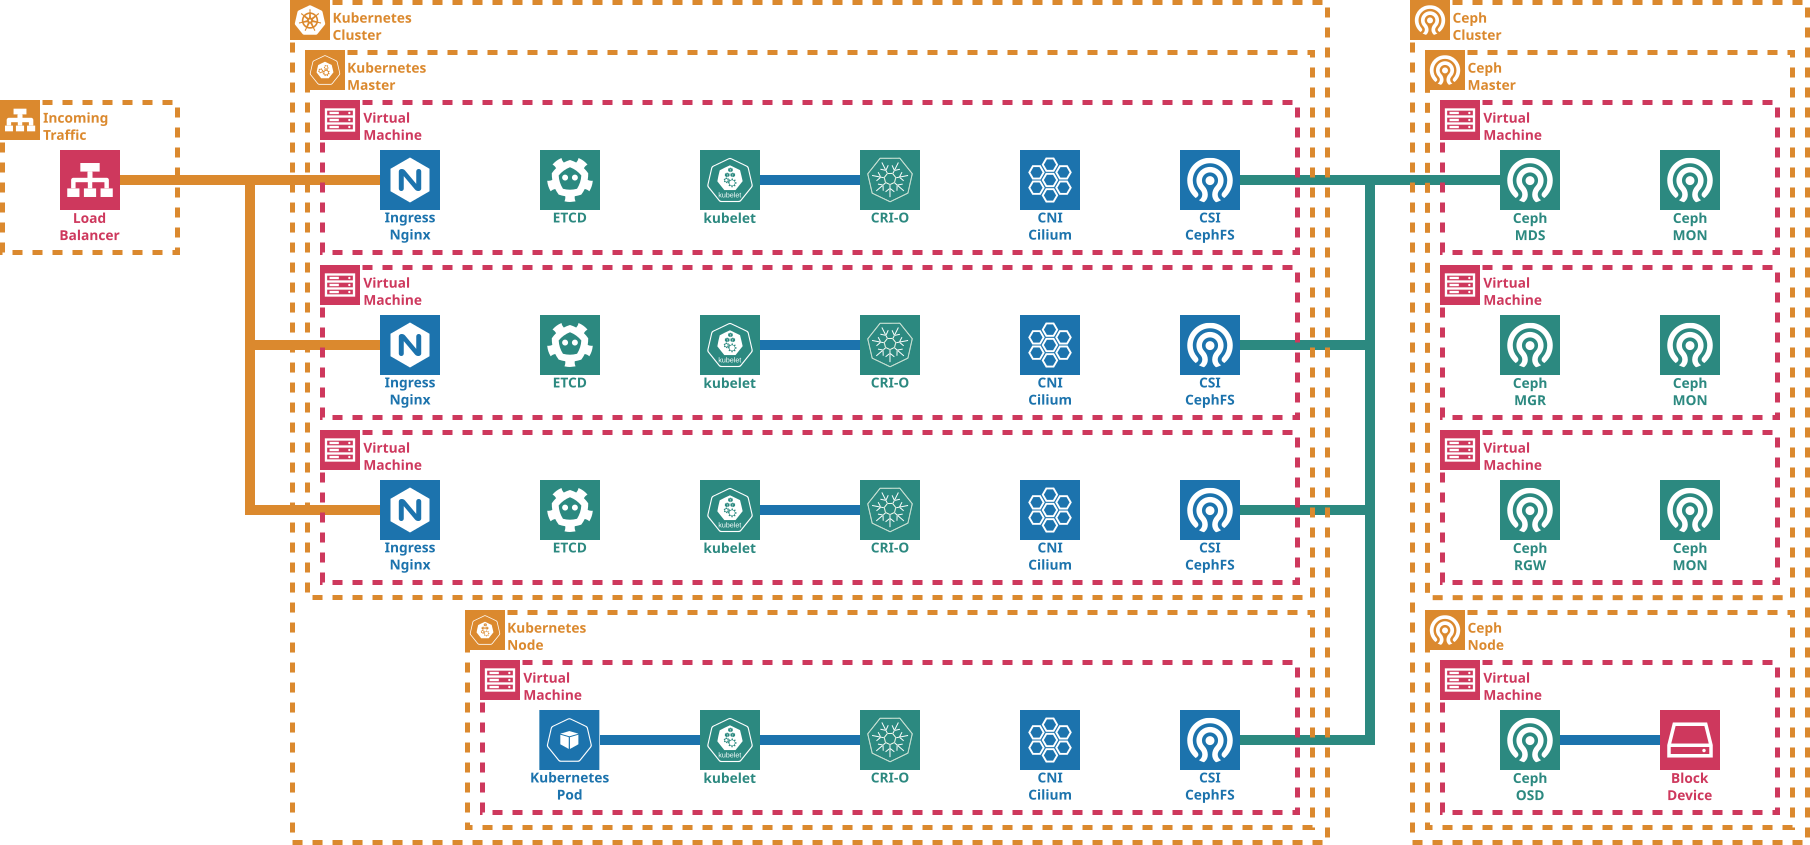 Kubernetes
Cluster
Ceph
Cluster
Kubernetes
Master
Ceph
Master
Incoming
Traffic
Load
Balancer
Virtual
Machine
Ingress
Nginx
ETCD
kubelet
kubelet
CRI-O
CNI
Cilium
CSI
CephFS
Virtual
Machine
Ceph
MDS
Ceph
MON
Virtual
Machine
Ingress
Nginx
ETCD
kubelet
kubelet
CRI-O
CNI
Cilium
CSI
CephFS
Virtual
Machine
Ceph
MGR
Ceph
MON
Virtual
Machine
Ingress
Nginx
ETCD
kubelet
kubelet
CRI-O
CNI
Cilium
CSI
CephFS
Virtual
Machine
Ceph
RGW
Ceph
MON
Kubernetes
Node
Virtual
Machine
Kubernetes
Pod
kubelet
kubelet
CRI-O
CNI
Cilium
CSI
CephFS
Ceph
Node
Virtual
Machine
Ceph
OSD
Block
Device